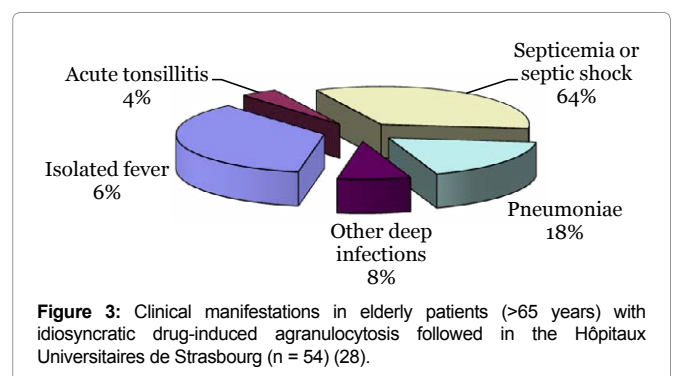 Septicemia or
septic shock
64%
Acute tonsillitis
4%
Isolated fever
6%
Pneumoniae
18%
Other deep
infections
8%
Figure 3: Clinical manifestations in elderly patients (>65 years) with
idiosyncratic drug-induced agranulocytosis followed in the Hôpitaux
Universitaires de Strasbourg (n = 54) (28).